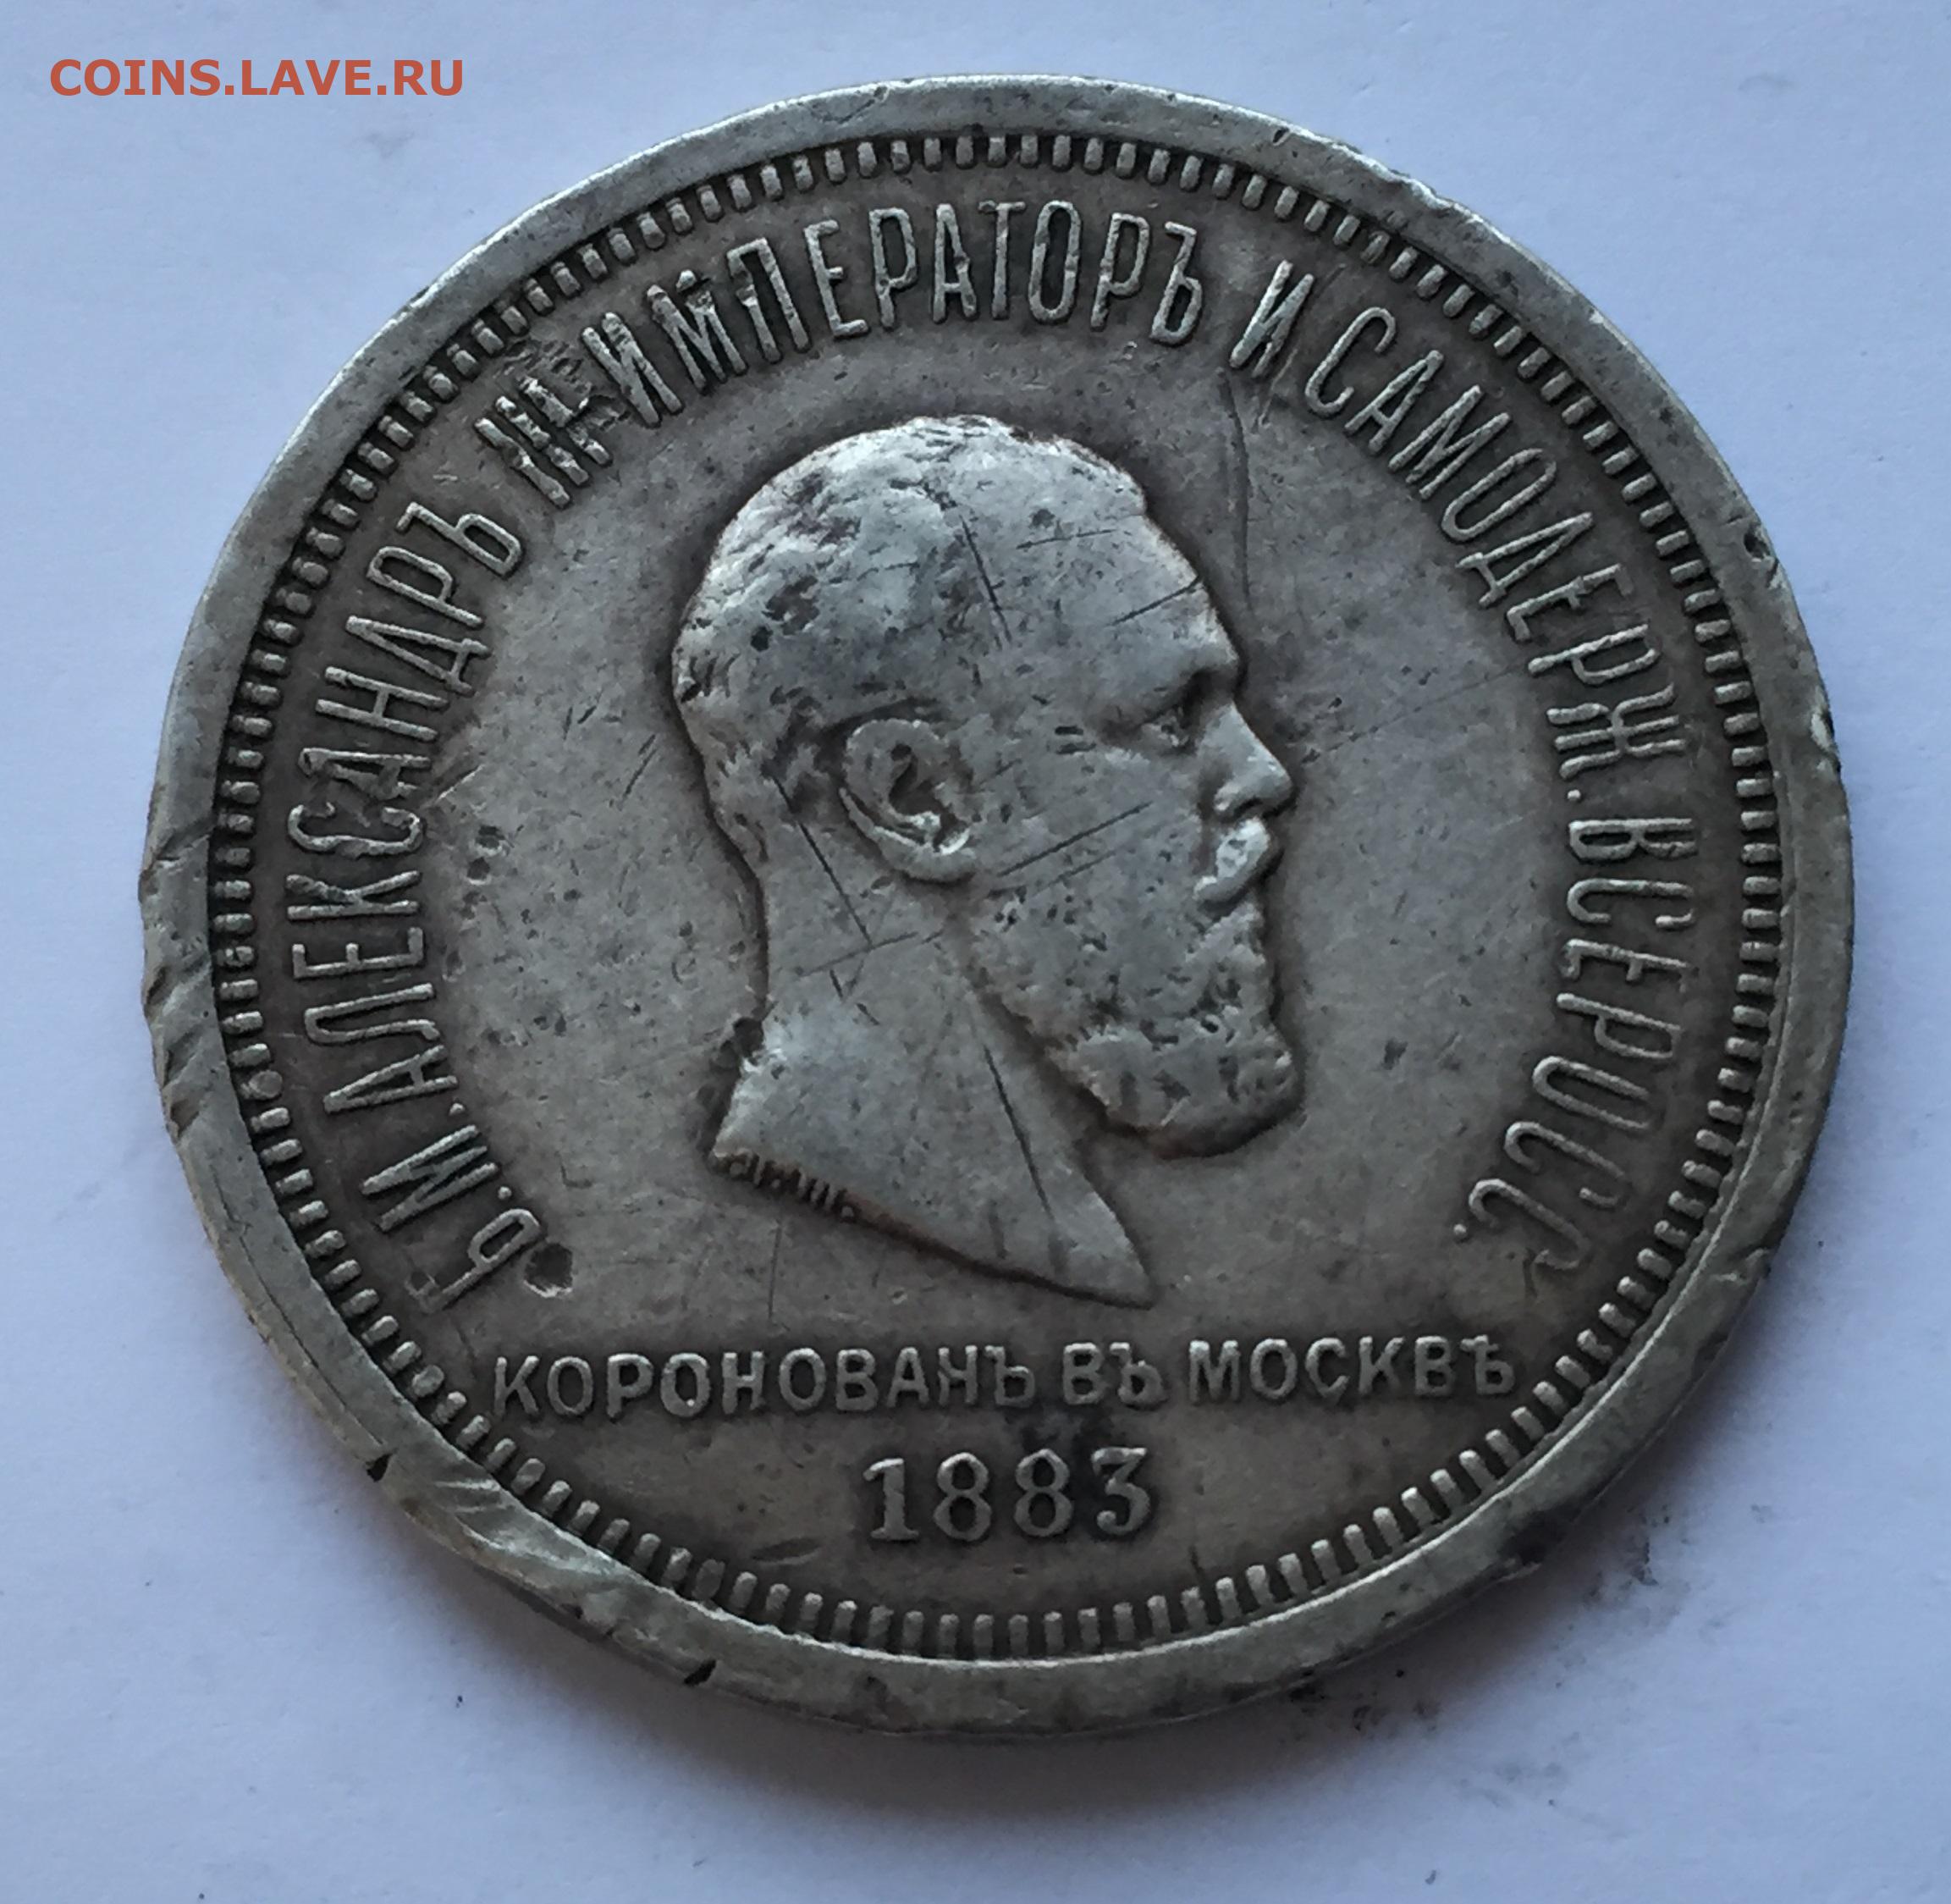 COINS.LAVE.RU
Б. М. АЛЕКСАНДРЪ III ИМПЕРАТОРЪ И САМОДЕРЖ. ВСЕРОСС.
Л.Ш.
КОРОНОВАНЪ ВЪ МОСКВѢ
1883